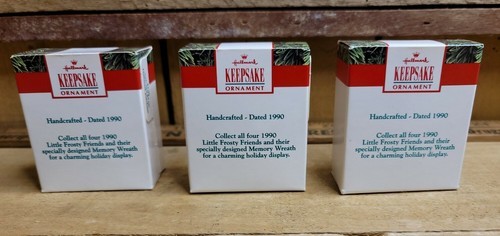 Hallmark
KEEPSAKE
ORNAMENT
Handcrafted - Dated 1990
Collect all four 1990
Little Frosty Friends and their
specially designed Memory Wreath
for a charming holiday display.
Hallmark
KEEPSAKE
ORNAMENT
Handcrafted - Dated 1990
Collect all four 1990
Little Frosty Friends and their
specially designed Memory Wreath
for a charming holiday display.
Hallmark
KEEPSAKE
ORNAMENT
Handcrafted - Dated 1990
Collect all four 1990
Little Frosty Friends and their
specially designed Memory Wreath
for a charming holiday display.